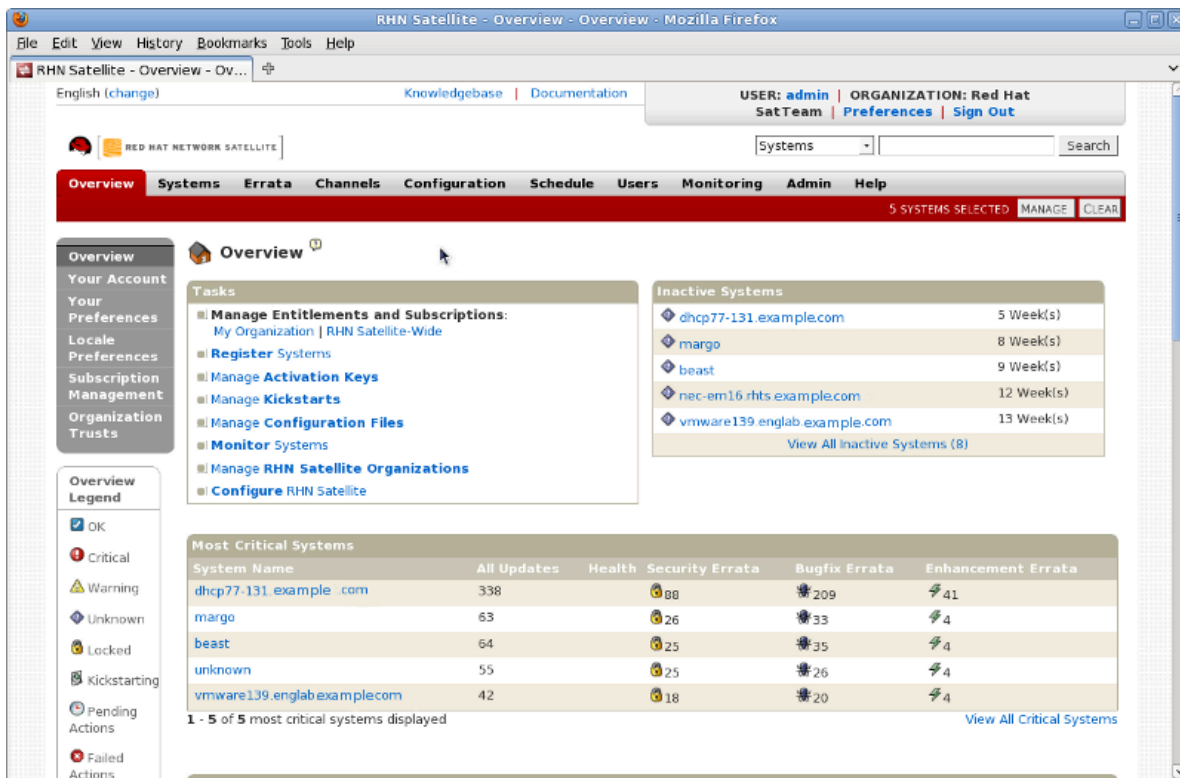 RHN Satellite - Overview - Overview - Mozilla Firefox
File Edit View History Bookmarks Tools Help
RHN Satellite - Overview - Ov...
English (change) Knowledgebase | Documentation USER: admin | ORGANIZATION: Red Hat
SatTeam | Preferences | Sign Out
RED HAT NETWORK SATELLITE Systems Search
Overview Systems Errata Channels Configuration Schedule Users Monitoring Admin Help
5 SYSTEMS SELECTED MANAGE CLEAR
Overview
Your Account
Your
Preferences
Locale
Preferences
Subscription
Management
Organization
Trusts
Overview
Legend
OK
Critical
Warning
Unknown
Locked
Kickstarting
Pending
Actions
Failed
Actions
Overview
Tasks
Manage Entitlements and Subscriptions:
My Organization | RHN Satellite-Wide
Register Systems
Manage Activation Keys
Manage Kickstarts
Manage Configuration Files
Monitor Systems
Manage RHN Satellite Organizations
Configure RHN Satellite
Inactive Systems
dhcp77-131.example.com 5 Week(s)
margo 8 Week(s)
beast 9 Week(s)
nec-em16.rhts.example.com 12 Week(s)
vmware139.englab.example.com 13 Week(s)
View All Inactive Systems (8)
Most Critical Systems
System Name All Updates Health Security Errata Bugfix Errata Enhancement Errata
dhcp77-131.example .com 338 88 209 41
margo 63 26 33 4
beast 64 25 35 4
unknown 55 25 26 4
vmware139.englabexamplecom 42 18 20 4
1 - 5 of 5 most critical systems displayed View All Critical Systems